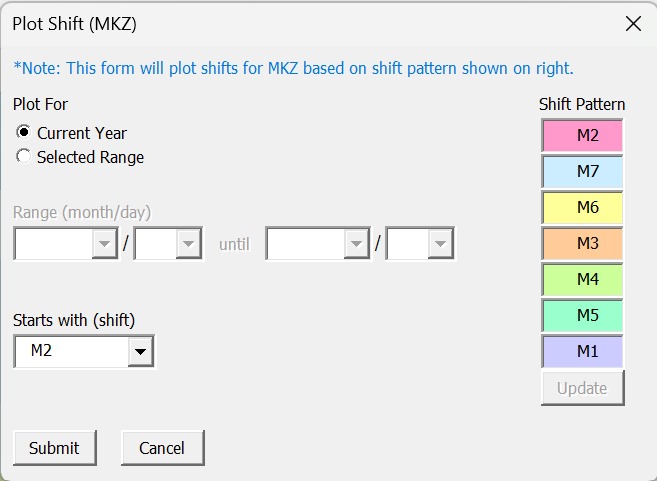 Plot Shift (MKZ)
*Note: This form will plot shifts for MKZ based on shift pattern shown on right.
Plot For
Current Year
Selected Range
Range (month/day)
/ until /
Starts with (shift)
M2
Submit Cancel
Shift Pattern
M2
M7
M6
M3
M4
M5
M1
Update